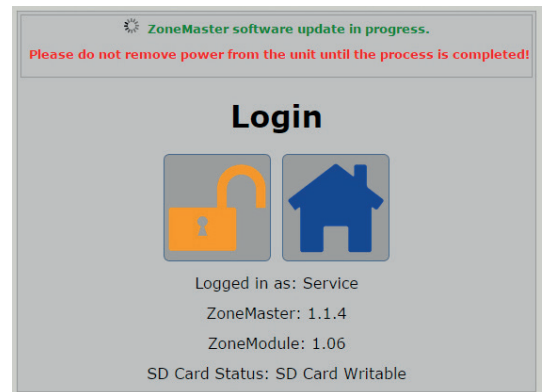 ZoneMaster software update in progress.
Please do not remove power from the unit until the process is completed!
Login
Logged in as: Service
ZoneMaster: 1.1.4
ZoneModule: 1.06
SD Card Status: SD Card Writable